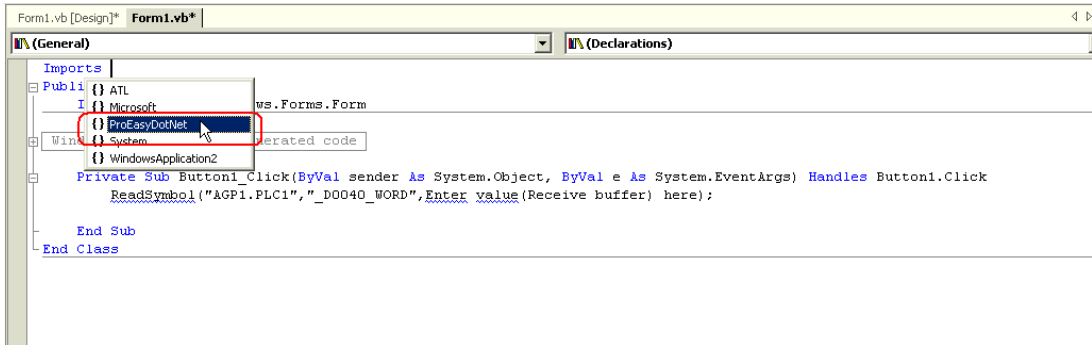 Form1.vb [Design]* Form1.vb*
(General) (Declarations)
Imports
Publi
{} ATL
I ws.Forms.Form
{} Microsoft
{} ProEasyDotNet
Wind erated code
{} System
{} WindowsApplication2
Private Sub Button1_Click(ByVal sender As System.Object, ByVal e As System.EventArgs) Handles Button1.Click
ReadSymbol("AGP1.PLC1","_D0040_WORD",Enter value(Receive buffer) here);
End Sub
End Class